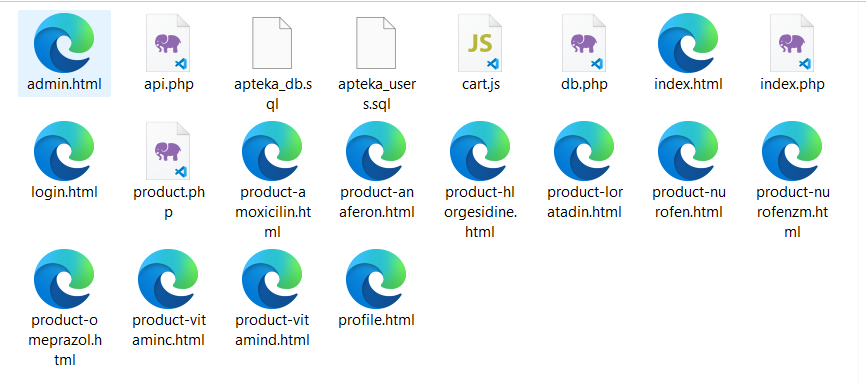 admin.html
api.php
apteka_db.s
ql
apteka_user
s.sql
JS
cart.js
db.php
index.html
index.php
login.html
product.ph
p
product-a
moxicilin.ht
ml
product-an
aferon.html
product-hl
orgesidine.
html
product-lor
atadin.html
product-nu
rofen.html
product-nu
rofenzm.ht
ml
product-o
meprazol.h
tml
product-vit
aminc.html
product-vit
amind.html
profile.html